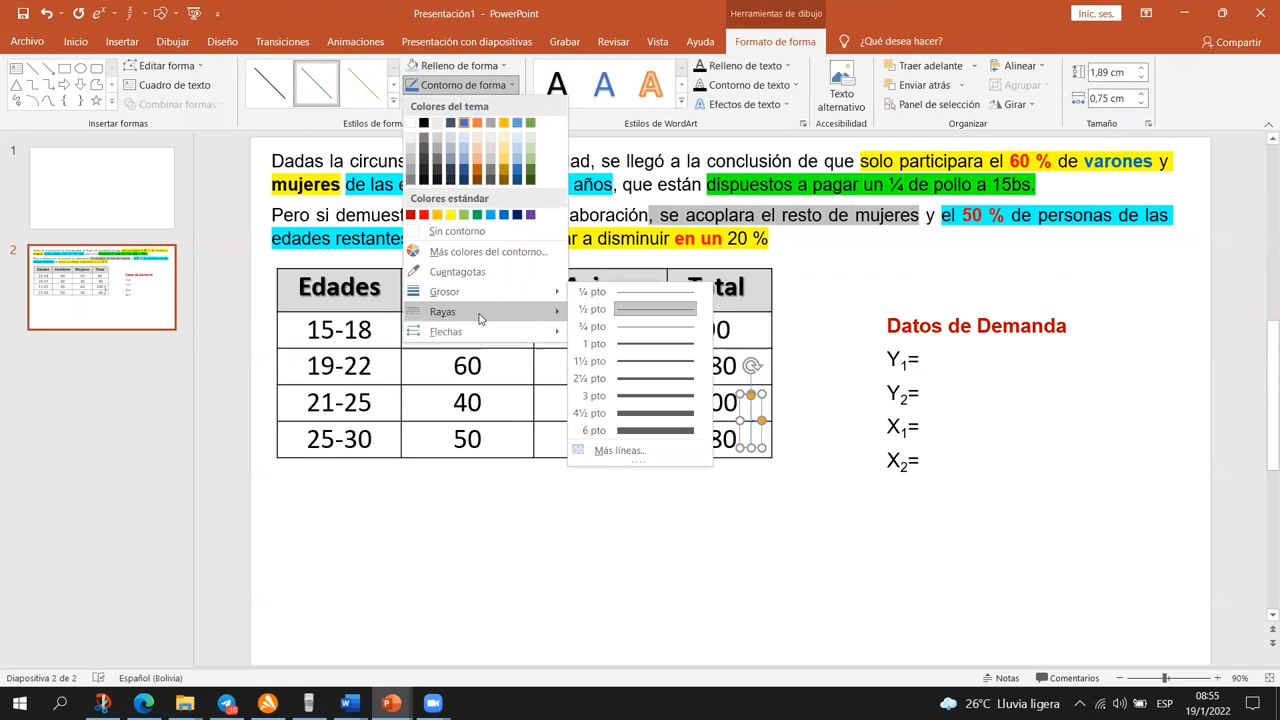 Presentación1 - PowerPoint
Herramientas de dibujo
Inic. ses.
Archivo Inicio Insertar Dibujar Diseño Transiciones Animaciones Presentación con diapositivas Grabar Revisar Vista Ayuda Formato de forma ¿Qué desea hacer? Compartir
Editar forma
Cuadro de texto
Combinar formas
Insertar formas
Relleno de forma
Contorno de forma
Estilos de form
Relleno de texto
Contorno de texto
Efectos de texto
Estilos de WordArt
Texto
alternativo
Accesibilidad
Traer adelante
Enviar atrás
Panel de selección
Alinear
Agrupar
Girar
Organizar
1,89 cm
0,75 cm
Tamaño
Colores del tema
Colores estándar
Sin contorno
Más colores del contorno...
Cuentagotas
Grosor
Rayas
Flechas
¼ pto
½ pto
¾ pto
1 pto
1½ pto
2¼ pto
3 pto
4½ pto
6 pto
Más líneas...
1
2
Dadas la circuns dad, se llegó a la conclusión de que solo participara el 60 % de varones y
mujeres de las e años, que están dispuestos a pagar un ¼ de pollo a 15bs.
Pero si demuest laboración, se acoplara el resto de mujeres y el 50 % de personas de las
edades restantes ar a disminuir en un 20 %
Edades tal
15-18 00
19-22 60 80
21-25 40 00
25-30 50 80
Datos de Demanda
Y1=
Y2=
X1=
X2=
Diapositiva 2 de 2 Español (Bolivia) Notas Comentarios 90%
26°C Lluvia ligera ESP 08:55
19/1/2022